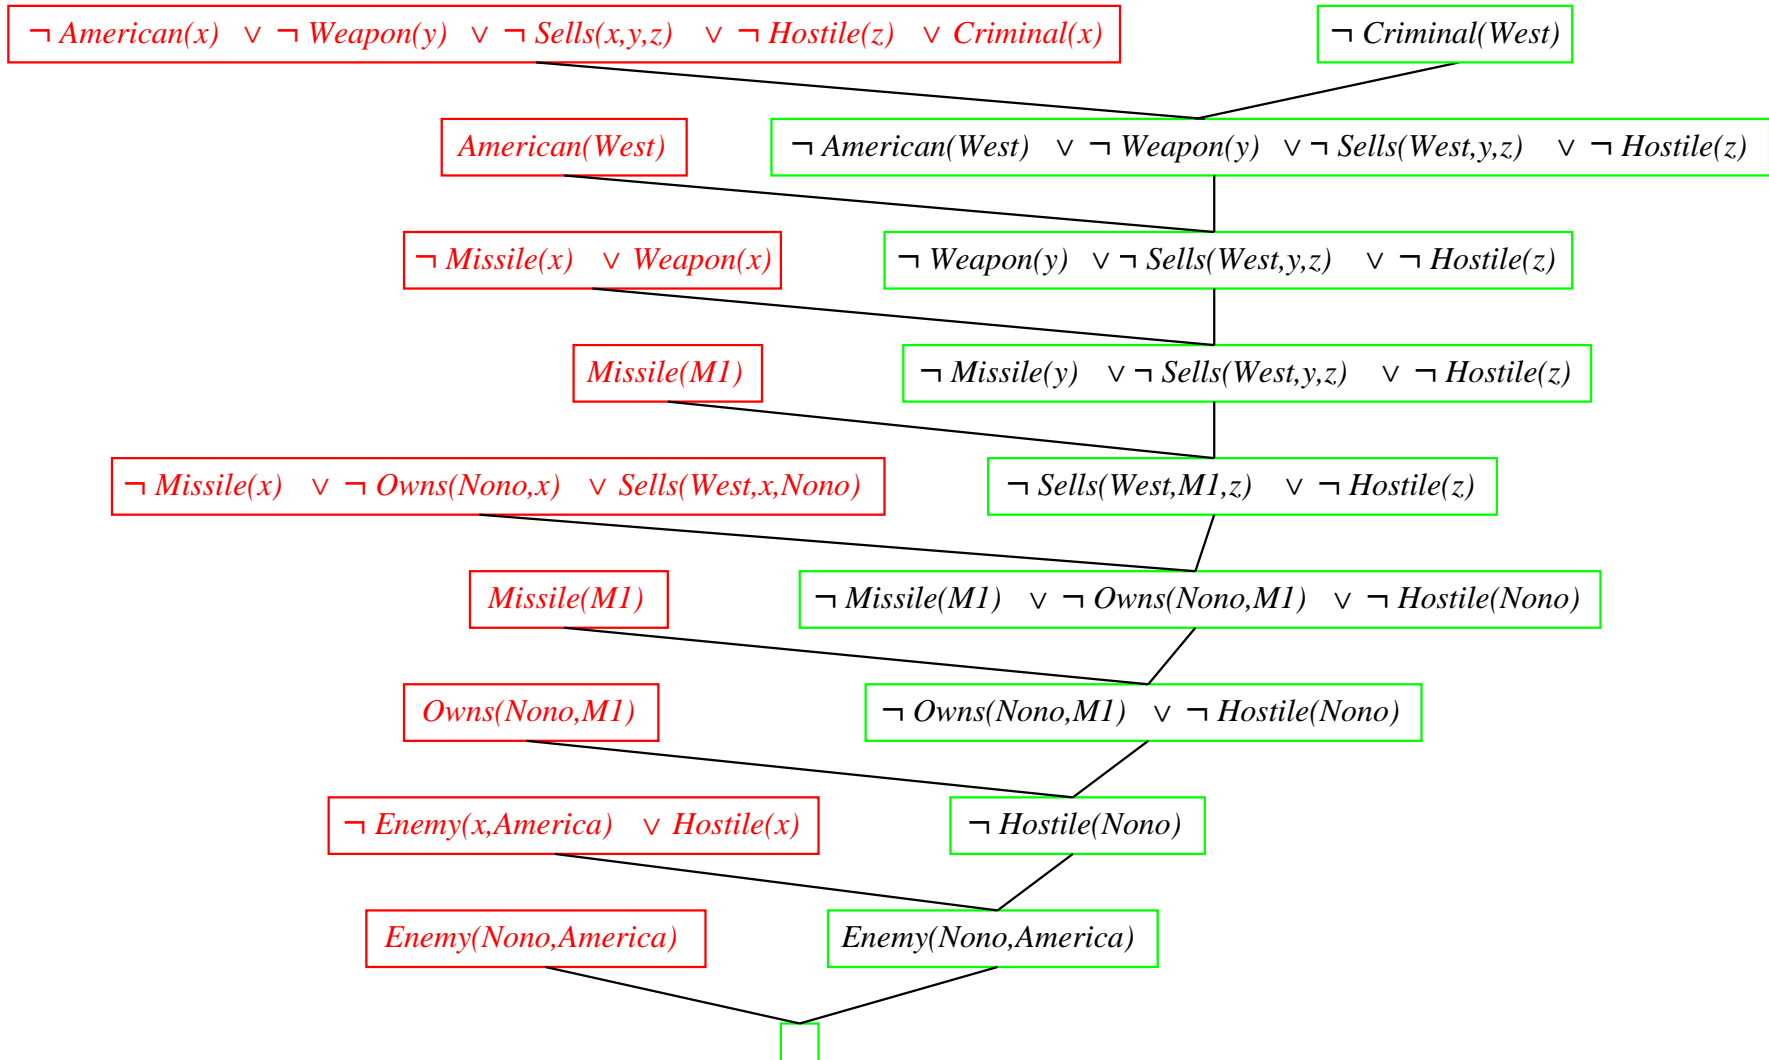 ¬ American(x) ∨ ¬ Weapon(y) ∨ ¬ Sells(x,y,z) ∨ ¬ Hostile(z) ∨ Criminal(x) ¬ Criminal(West)
American(West) ¬ American(West) ∨ ¬ Weapon(y) ∨ ¬ Sells(West,y,z) ∨ ¬ Hostile(z)
¬ Missile(x) ∨ Weapon(x) ¬ Weapon(y) ∨ ¬ Sells(West,y,z) ∨ ¬ Hostile(z)
Missile(M1) ¬ Missile(y) ∨ ¬ Sells(West,y,z) ∨ ¬ Hostile(z)
¬ Missile(x) ∨ ¬ Owns(Nono,x) ∨ Sells(West,x,Nono) ¬ Sells(West,M1,z) ∨ ¬ Hostile(z)
Missile(M1) ¬ Missile(M1) ∨ ¬ Owns(Nono,M1) ∨ ¬ Hostile(Nono)
Owns(Nono,M1) ¬ Owns(Nono,M1) ∨ ¬ Hostile(Nono)
¬ Enemy(x,America) ∨ Hostile(x) ¬ Hostile(Nono)
Enemy(Nono,America) Enemy(Nono,America)